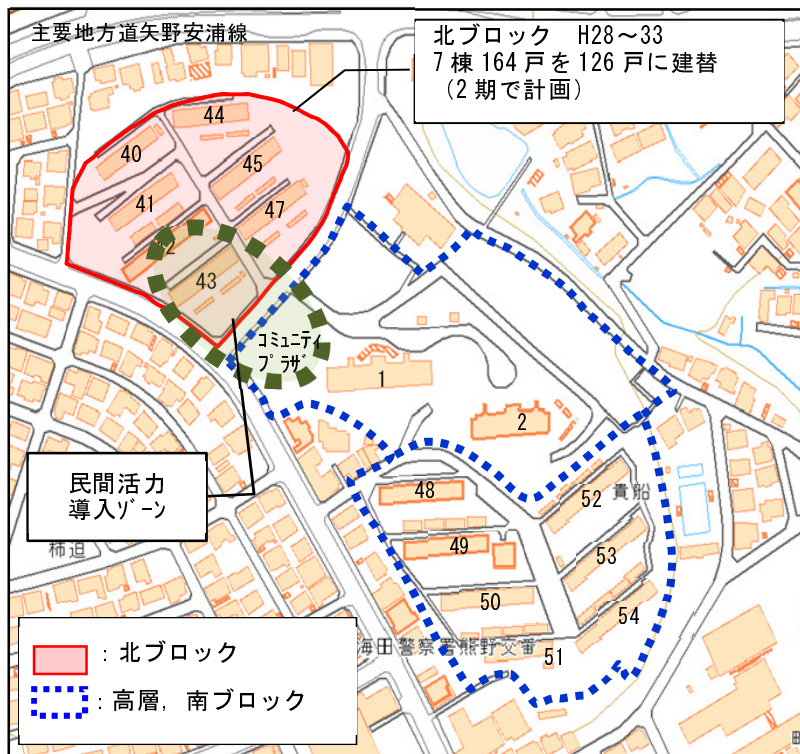 主要地方道矢野安浦線
北ブロック H28～33
7棟164戸を126戸に建替
(2期で計画)
44
40
45
41
47
42
43
コミュニティ
プラザ
1
2
民間活力
導入ゾーン
48
52
貴船
49
柿迫
53
50
54
海田警察署熊野交番
51
：北ブロック
：高層，南ブロック